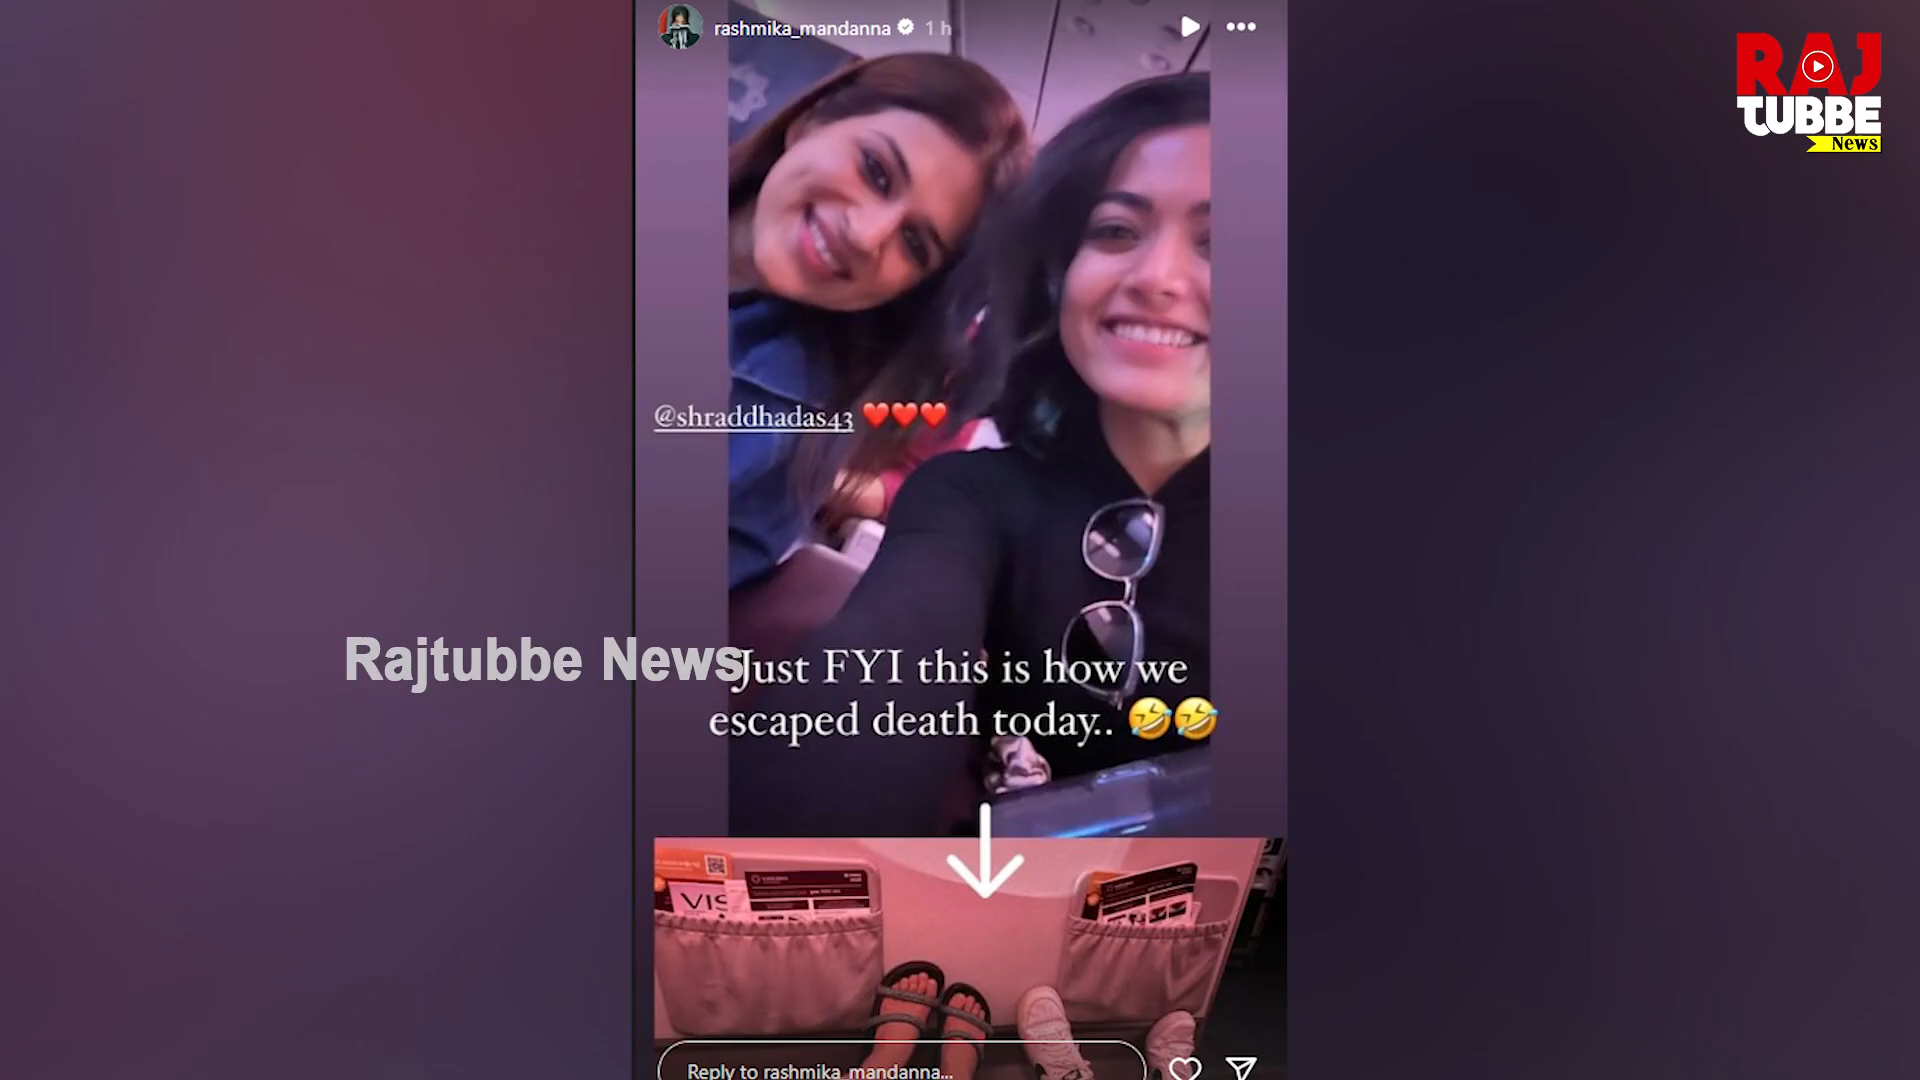 rashmika_mandanna 1 h
RAJ
TUBBE
News
@shraddhadas43 ❤️❤️❤️
Rajtubbe News
Just FYI this is how we
escaped death today.. 🤣🤣
VIS
Reply to rashmika_mandanna...